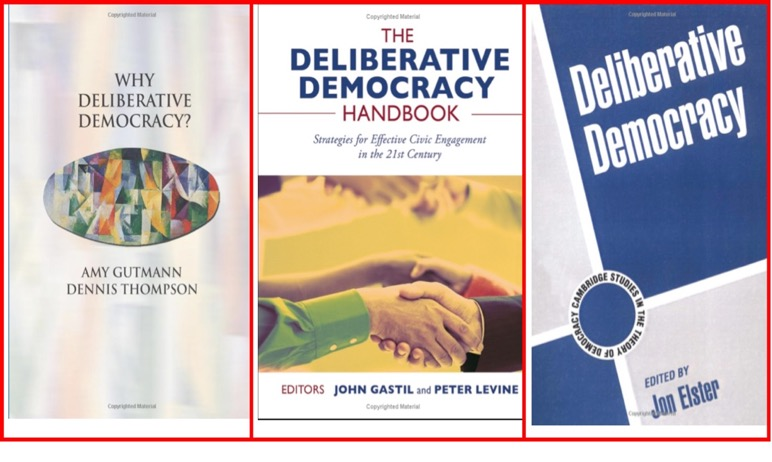 Copyrighted Material
WHY
DELIBERATIVE
DEMOCRACY?
AMY GUTMANN
DENNIS THOMPSON
Copyrighted Material
Copyrighted Material
THE
DELIBERATIVE
DEMOCRACY
HANDBOOK
Strategies for Effective Civic Engagement
in the 21st Century
EDITORS JOHN GASTIL and PETER LEVINE
Copyrighted Material
Deliberative
Democracy
CAMBRIDGE STUDIES IN THE THEORY OF DEMOCRACY
EDITED BY
Jon Elster
Copyrighted Material